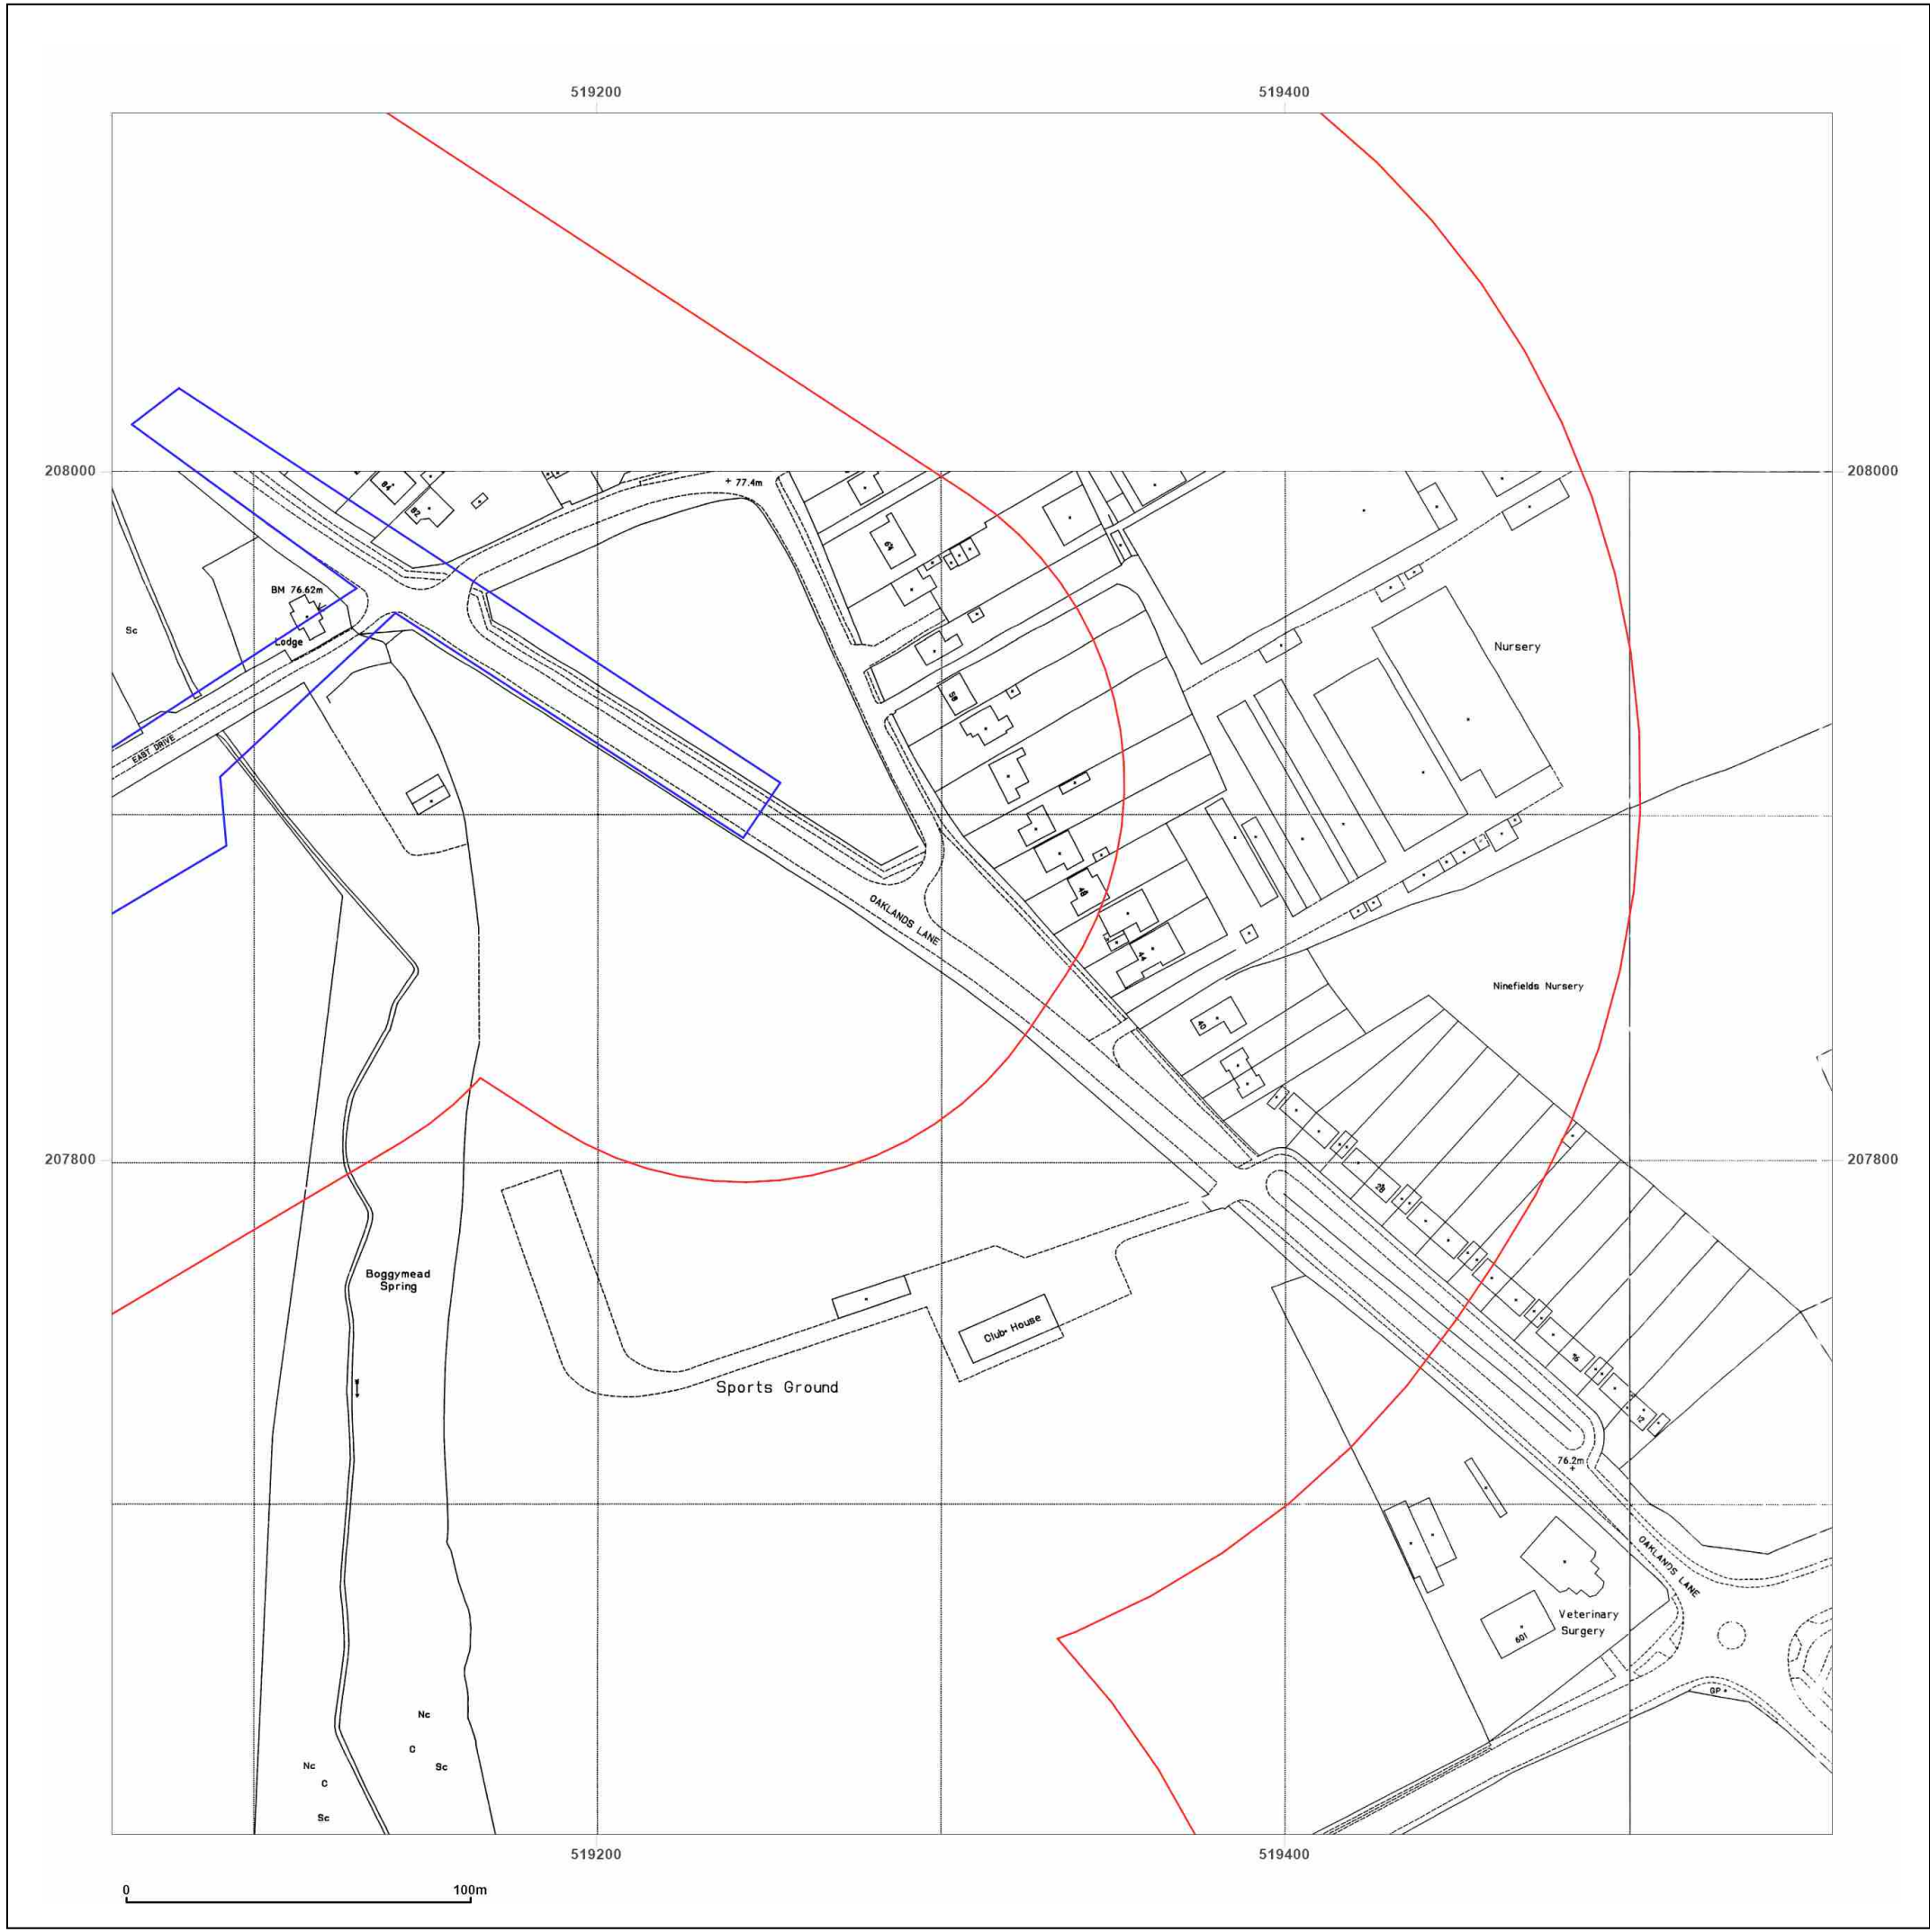 519200
519400
208000
208000
77.4m
84
82
64
BM 76.62m
Sc
Lodge
Nursery
58
EAST DRIVE
48
OAKLANDS LANE
44
Ninefields Nursery
40
207800
207800
28
Boggymead
Spring
Club House
16
Sports Ground
12
76.2m
OAKLANDS LANE
Veterinary
Surgery
601
GP
Nc
C
Nc
Sc
C
Sc
519200
519400
0
100m